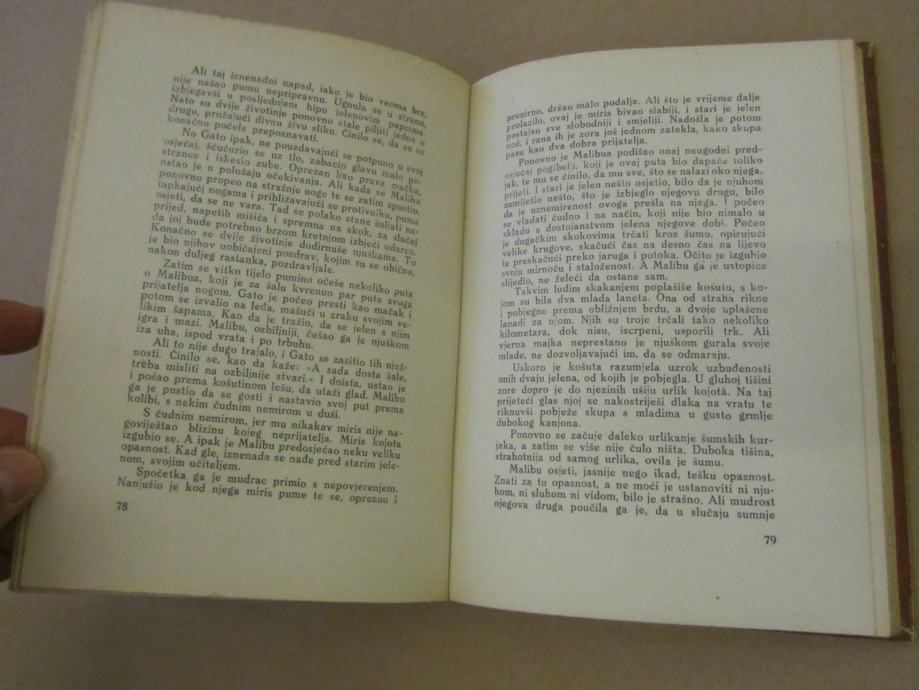 Ali taj iznenadni napad, iako je bio veoma brz,
nije našao pumu nepripravnu. Ugnula se u stranu,
izbjegavši u posljednjem hipu jelenovim papcima.
Nato su dvije životinje ponovno stale piljiti jedna u
drugu, pružajući divnu živu sliku. Činilo se, da su se
konačno počele prepoznavati.
No Gato ipak, ne pouzdavajući se potpuno u svoj
osjećaj, šćućurio se uz tlo, zabacio glavu malo po-
strance i iskesio zube. Oprezan kao prava mačka,
ostao je u položaju očekivanja. Ali kada se Malibu
ponovno propeo na stražnje noge te se zatim spustio,
lapkajući nogama i približavajući se protivniku, puma
osjeti, da se ne vara. Tad se polako stane šuljati na-
prijed, napetih mišića i spremna na skok, za slučaj
da joj bude potrebno brzom kretnjom izbjeći udarcu.
Konačno se dvije životinje dodirnuše njuškama. To
je bio njihov uobičajeni pozdrav, kojim su se obično,
nakon duljeg rastanka, pozdravljale.
Zatim se vitko tijelo pumino očeše nekoliko puta
o Malibua, koji je za šalu kvrcnuo par puta svoga
prijatelja nogom. Gato je počeo presti kao mačak i
potom se izvalio na leđa, mašući u zraku svojim ve-
likim šapama. Kao da je tražio, da se jelen s njim
igra i mazi. Malibu, ozbiljniji, češao ga je njuškom
iza uha, ispod vrata i po trbuhu.
Ali to nije dugo trajalo, i Gato se zasitio tih njež-
nosti. Činilo se, kao da kaže: »A sada dosta šale,
treba misliti na ozbiljnije stvari.« I doista, ustao je
i pošao prema košutinom lešu, da utaži glad. Malibu
ga je pustio da se gosti i nastavio svoj put prema
kolibi, s nekim čudnim nemirom u duši.
S čudnim nemirom, jer mu nikakav miris nije na-
goviještao blizinu kojeg neprijatelja. Miris kojota
izgubio se. A ipak je Malibu predosjećao neku veliku
opasnost. Kad gle, iznenada se nađe pred starim jele-
nom, svojim učiteljem.
Spočetka ga je mudrac primio s nepovjerenjem.
Nanjušio je kod njega miris pume te se, oprezno i
78
prezirno, držao malo podalje. Ali što je vrijeme dalje
prolazilo, ovaj je miris bivao slabiji, i stari je jelen
postajao sve slobodniji i smjeliji. Nadošla je potom
noć, i rana ih je zora još jednom zatekla, kako skupa
pasu kao dva dobra prijatelja.
Ponovno je Malibua podišao onaj neugodni pred-
osjećaj pogibelji, koji je ovaj puta bio dapače toliko
jak, te mu se činilo, da mu sve, što se nalazi oko njega,
prijeti. I stari je jelen nešto osjetio, bilo da je njuhom
zamijetio nešto, što je izbjeglo njegovu drugu, bilo
da je uznemirenost ovoga prešla na njega. I počeo
se vladati čudno i na način, koji nije bio nimalo u
skladu s dostojanstvom jelena njegove dobi. Počeo
je dugačkim skokovima trčati kroz šumu, opirujući
velike krugove, skačući čas na desno čas na lijevo
te preskačući preko jaruga i potoka. Očito je izgubio
svoju mirnoću i staloženost. A Malibu ga je ustopice
slijedio, ne želeći da ostane sam.
Takvim ludim skakanjem poplašiše košutu, s ko-
jom su bila dva mlada laneta. Ona od straha rikne
i pobjegne prema obližnjem brdu, a dvoje uplašene
lanadi za njom. Njih su troje trčali tako nekoliko
kilometara, dok nisu, iscrpeni, usporili trk. Ali
vjerna majka neprestano je njuškom gurala svoje
mlade, ne dozvoljavajući im, da se odmaraju.
Uskoro je košuta razumjela uzrok uzbuđenosti
onih dvaju jelena, od kojih je pobjegla. U gluhoj tišini
zore dopro je do njezinih ušiju urlik kojotâ. Na taj
prijeteći glas njoj se nakostriješi dlaka na vratu te
riknuvši pobježe skupa s mladima u gusto grmlje
dubokog kanjona.
Ponovno se začuje daleko urlikanje šumskih kur-
jaka, a zatim se više nije čulo ništa. Duboka tišina,
strahotnija od samog urlika, ovila je šumu.
Malibu osjeti, jasnije nego ikad, tešku opasnost.
Znati za tu opasnost, a ne moći je ustanoviti ni nju-
hom, ni sluhom ni vidom, bilo je strašno. Ali mudrost
njegova druga poučila ga je, da u slučaju sumnje
79